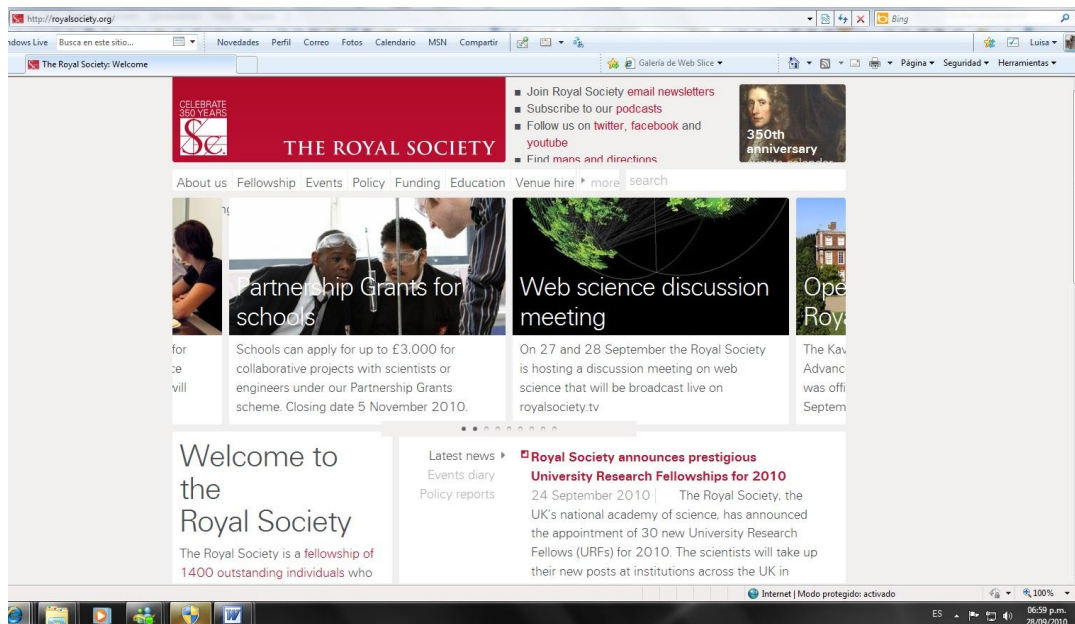 http://royalsociety.org/
Bing
Windows Live
Busca en este sitio...
Novedades Perfil Correo Fotos Calendario MSN Compartir
Luisa
The Royal Society: Welcome
Galería de Web Slice
Página Seguridad Herramientas
CELEBRATE
350 YEARS
THE ROYAL SOCIETY
Join Royal Society email newsletters
Subscribe to our podcasts
Follow us on twitter, facebook and
youtube
Find maps and directions
350th
anniversary
events calendar
About us Fellowship Events Policy Funding Education Venue hire more search
Partnership Grants for
schools
Web science discussion
meeting
Ope
Roya
for
ce
will
Schools can apply for up to £3,000 for
collaborative projects with scientists or
engineers under our Partnership Grants
scheme. Closing date 5 November 2010.
On 27 and 28 September the Royal Society
is hosting a discussion meeting on web
science that will be broadcast live on
royalsociety.tv
The Kav
Advanc
was offi
Septem
Welcome to
the
Royal Society
The Royal Society is a fellowship of
1400 outstanding individuals who
Latest news
Events diary
Policy reports
Royal Society announces prestigious
University Research Fellowships for 2010
24 September 2010 The Royal Society, the
UK's national academy of science, has announced
the appointment of 30 new University Research
Fellows (URFs) for 2010. The scientists will take up
their new posts at institutions across the UK in
Internet | Modo protegido: activado
100%
ES
06:59 p.m.
28/09/2010